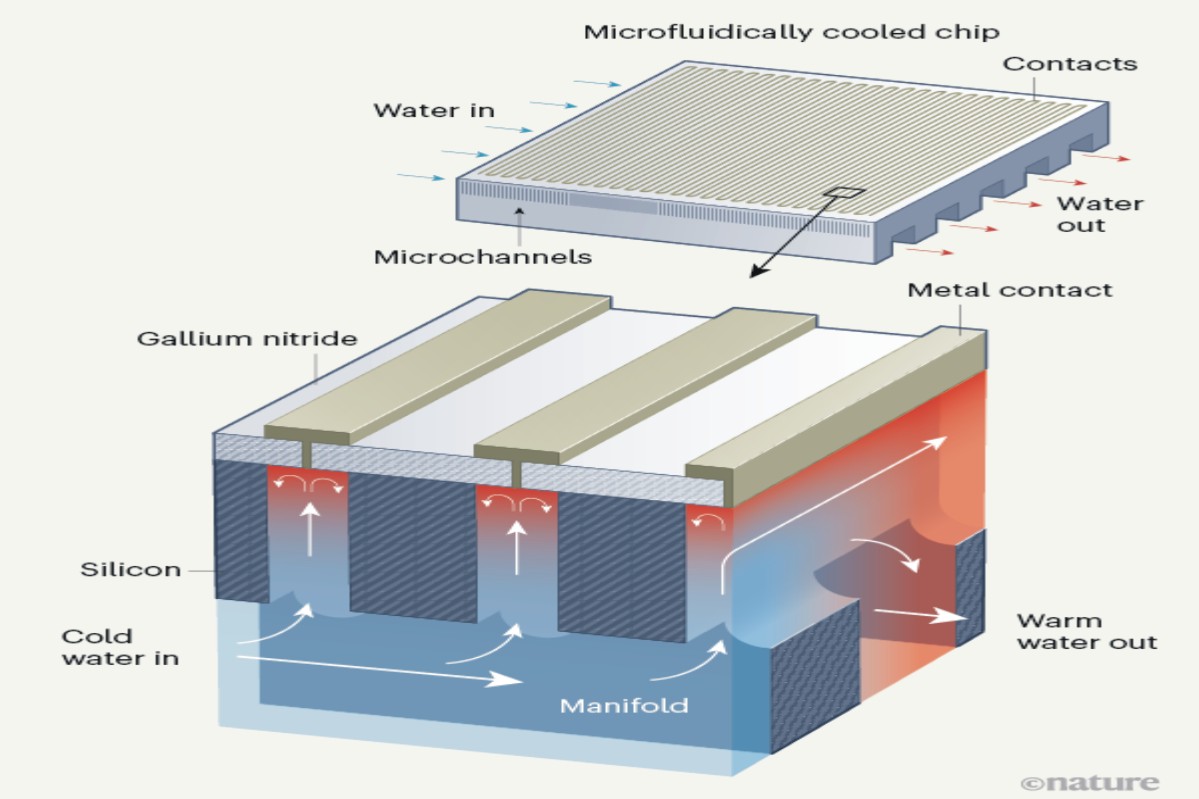 Microfluidically cooled chip
Contacts
Water in
Water
out
Microchannels
Metal contact
Gallium nitride
Silicon
Cold
water in
Warm
water out
Manifold
©nature